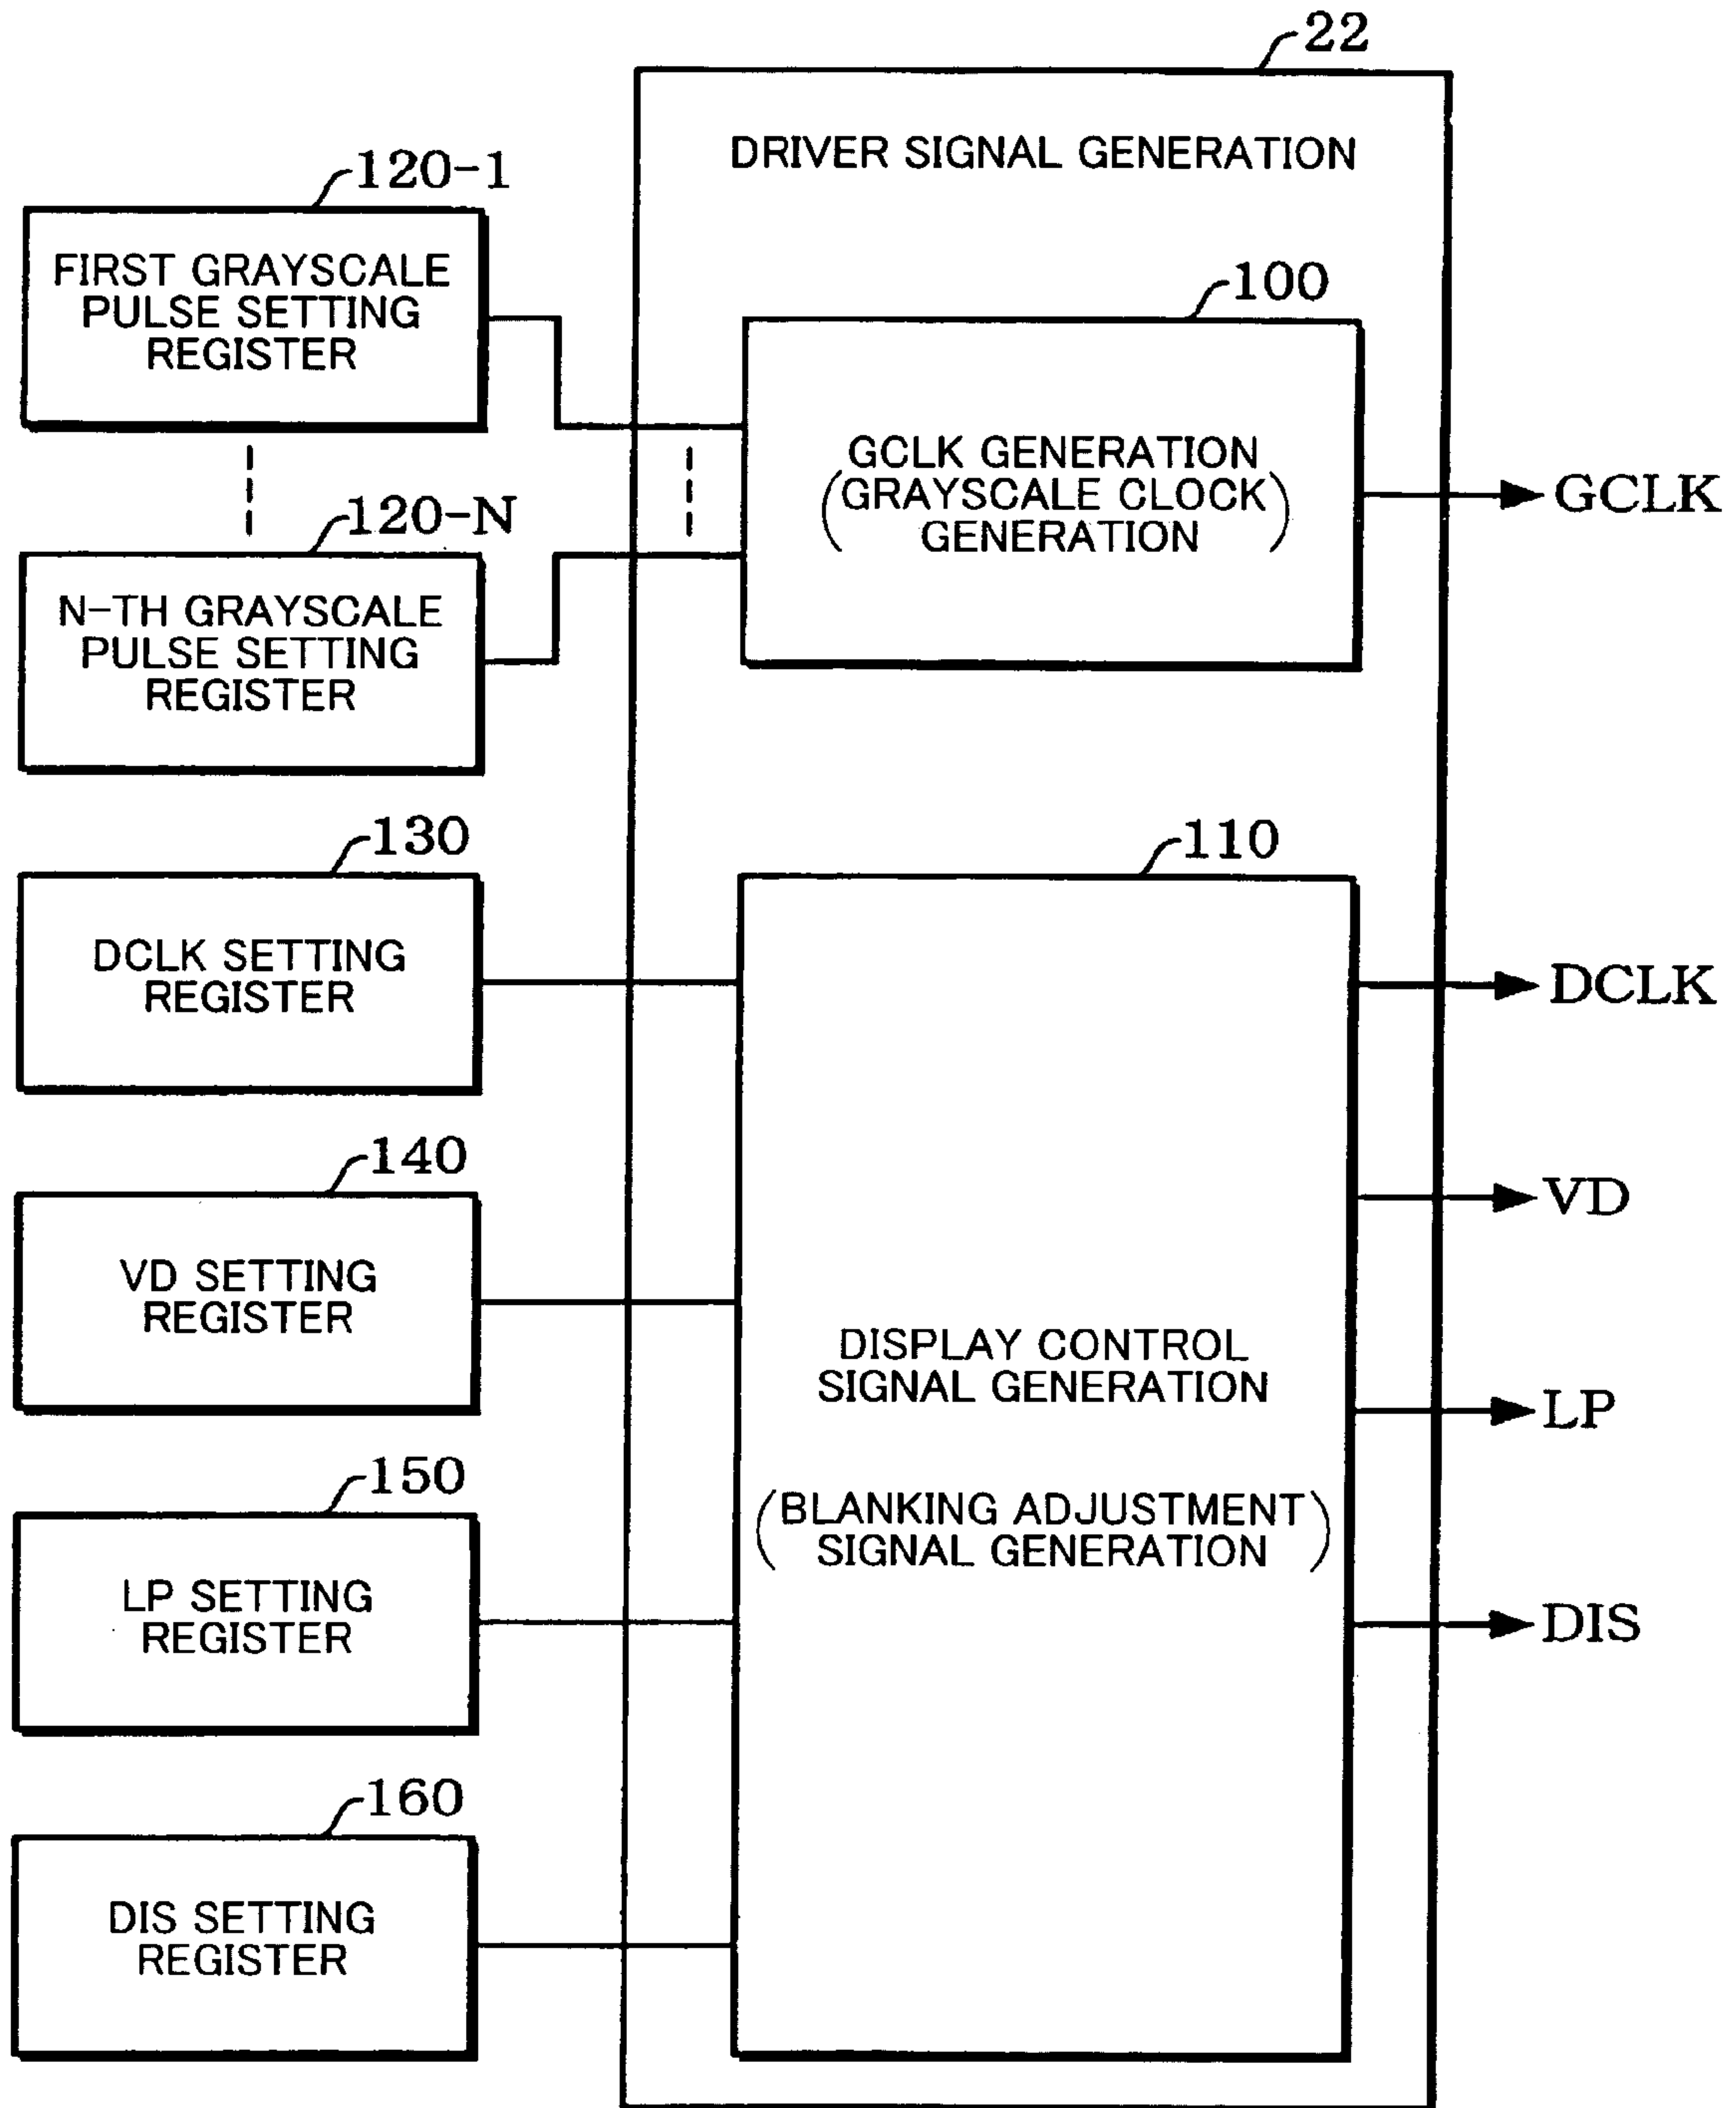 22
DRIVER SIGNAL GENERATION
120-1
FIRST GRAYSCALE
PULSE SETTING
REGISTER
100
GCLK GENERATION
(GRAYSCALE CLOCK
GENERATION)
GCLK
120-N
N-TH GRAYSCALE
PULSE SETTING
REGISTER
130
DCLK SETTING
REGISTER
110
DCLK
140
VD SETTING
REGISTER
VD
DISPLAY CONTROL
SIGNAL GENERATION
(BLANKING ADJUSTMENT
SIGNAL GENERATION)
LP
150
LP SETTING
REGISTER
DIS
160
DIS SETTING
REGISTER